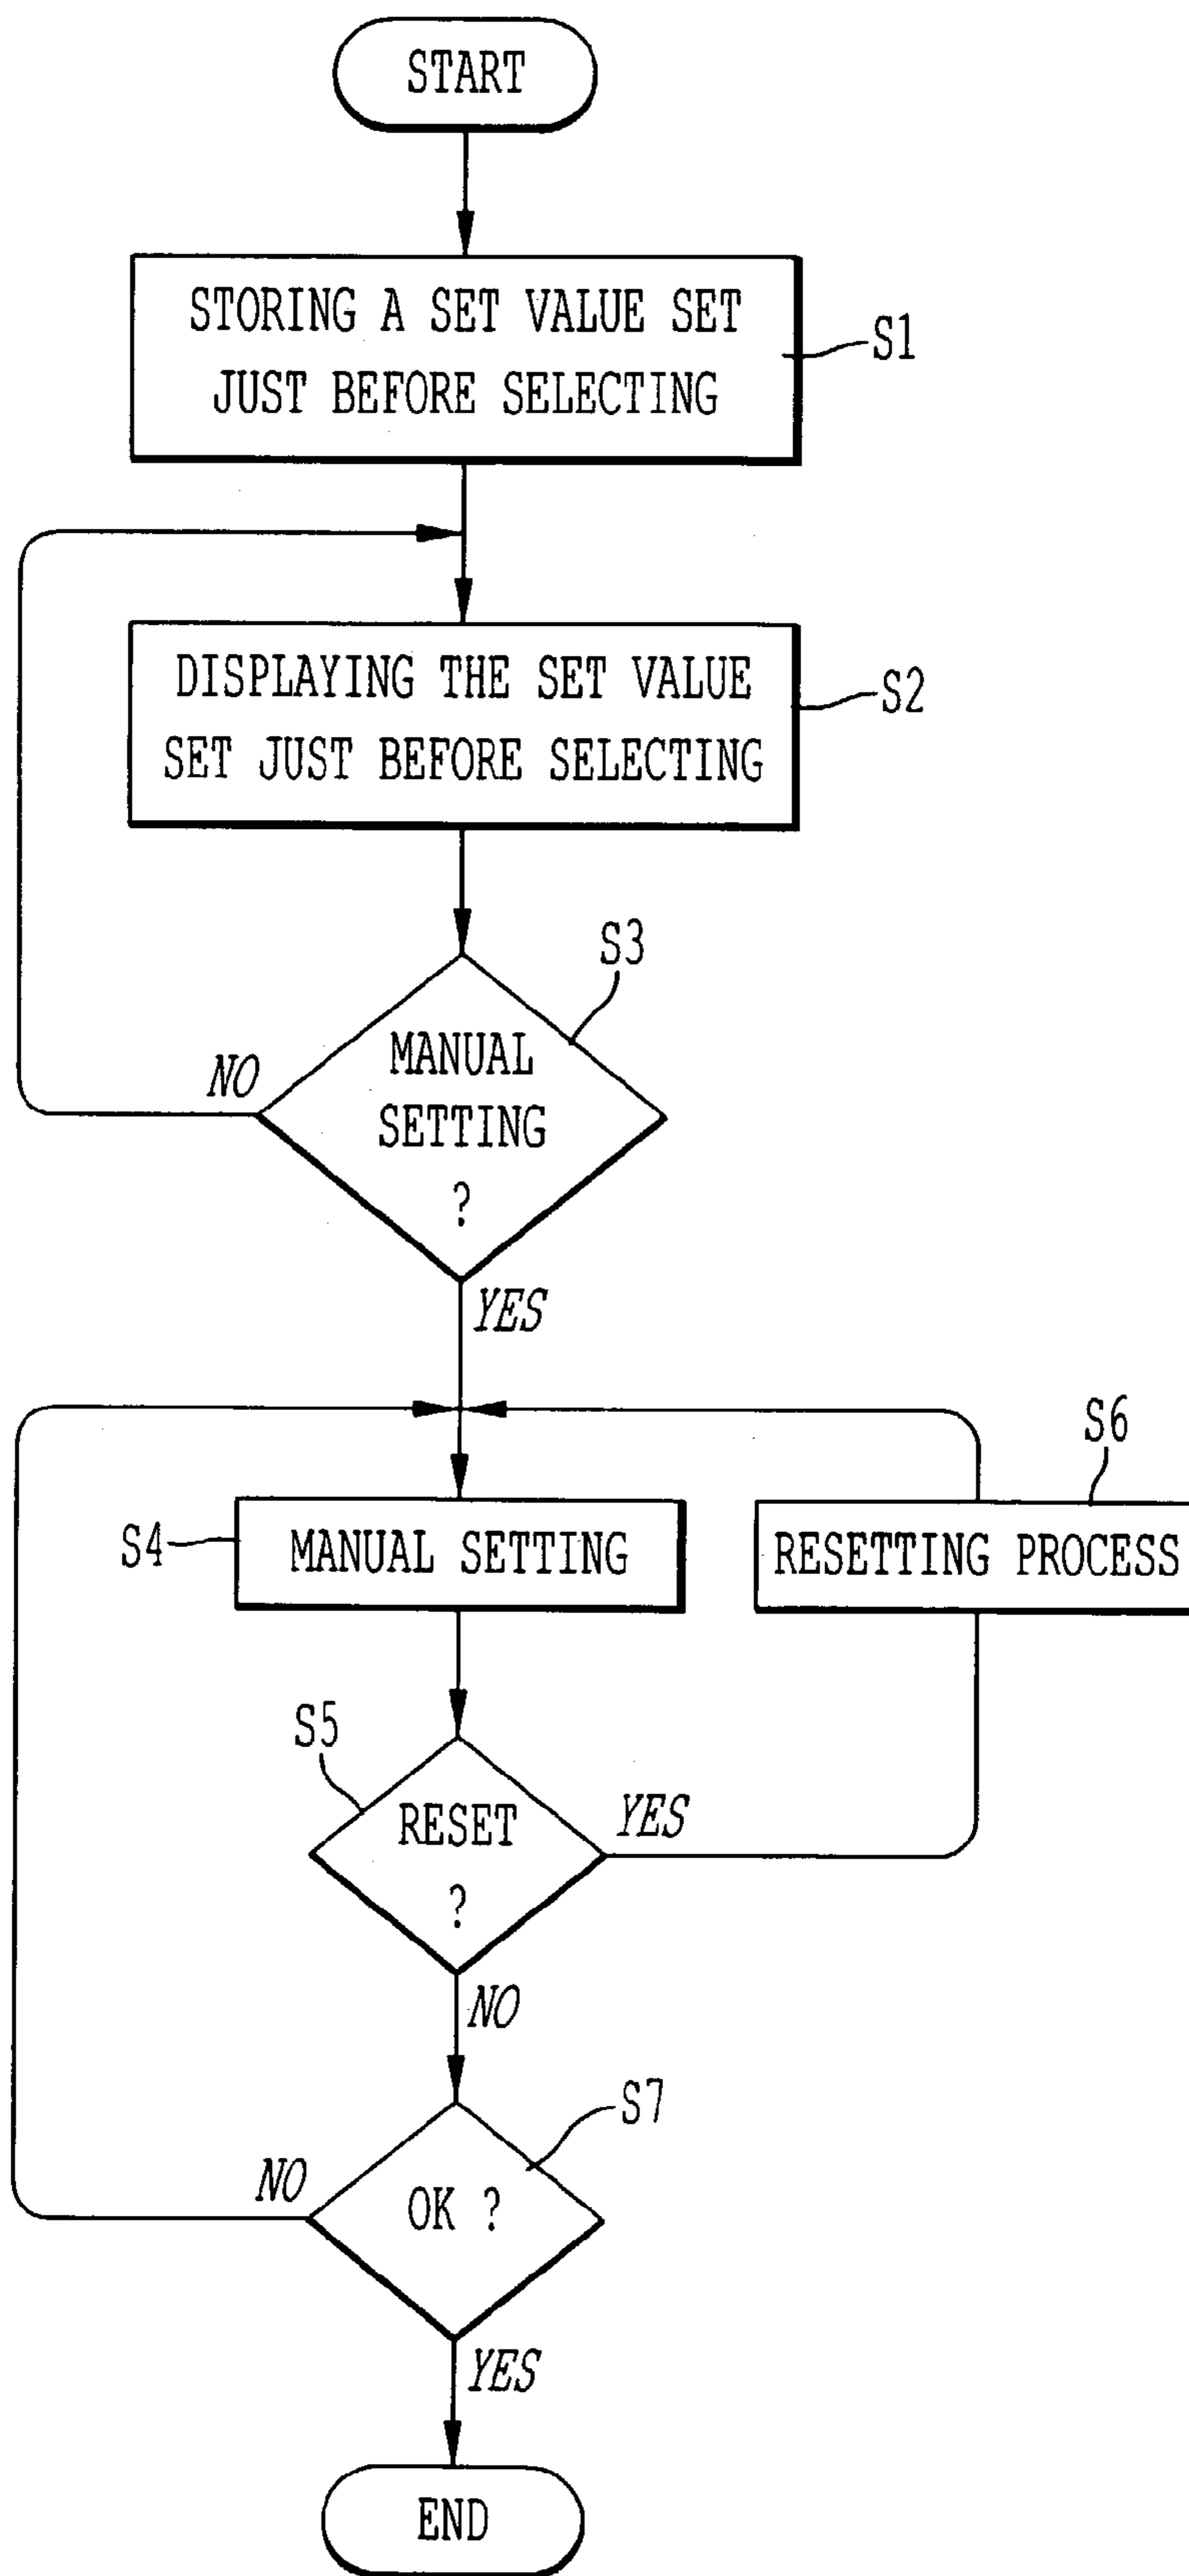 START
STORING A SET VALUE SET
JUST BEFORE SELECTING
S1
DISPLAYING THE SET VALUE
SET JUST BEFORE SELECTING
S2
S3
MANUAL
SETTING
?
NO
YES
S4
MANUAL SETTING
S6
RESETTING PROCESS
S5
RESET
?
YES
NO
S7
OK ?
NO
YES
END